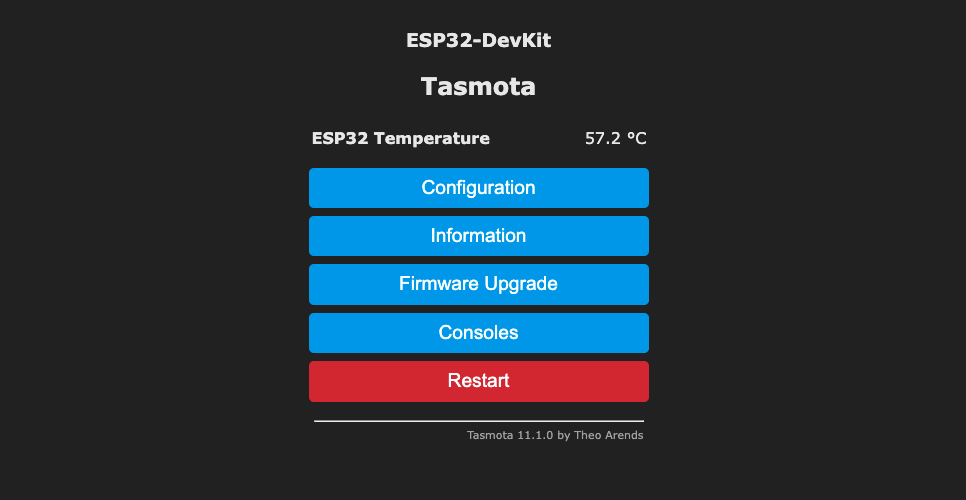 ESP32-DevKit
Tasmota
ESP32 Temperature 57.2 °C
Configuration
Information
Firmware Upgrade
Consoles
Restart
Tasmota 11.1.0 by Theo Arends